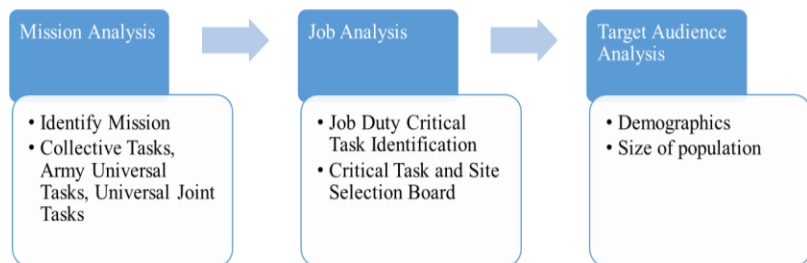 Mission Analysis
• Identify Mission
• Collective Tasks,
Army Universal
Tasks, Universal Joint
Tasks
Job Analysis
• Job Duty Critical
Task Identification
• Critical Task and Site
Selection Board
Target Audience
Analysis
• Demographics
• Size of population